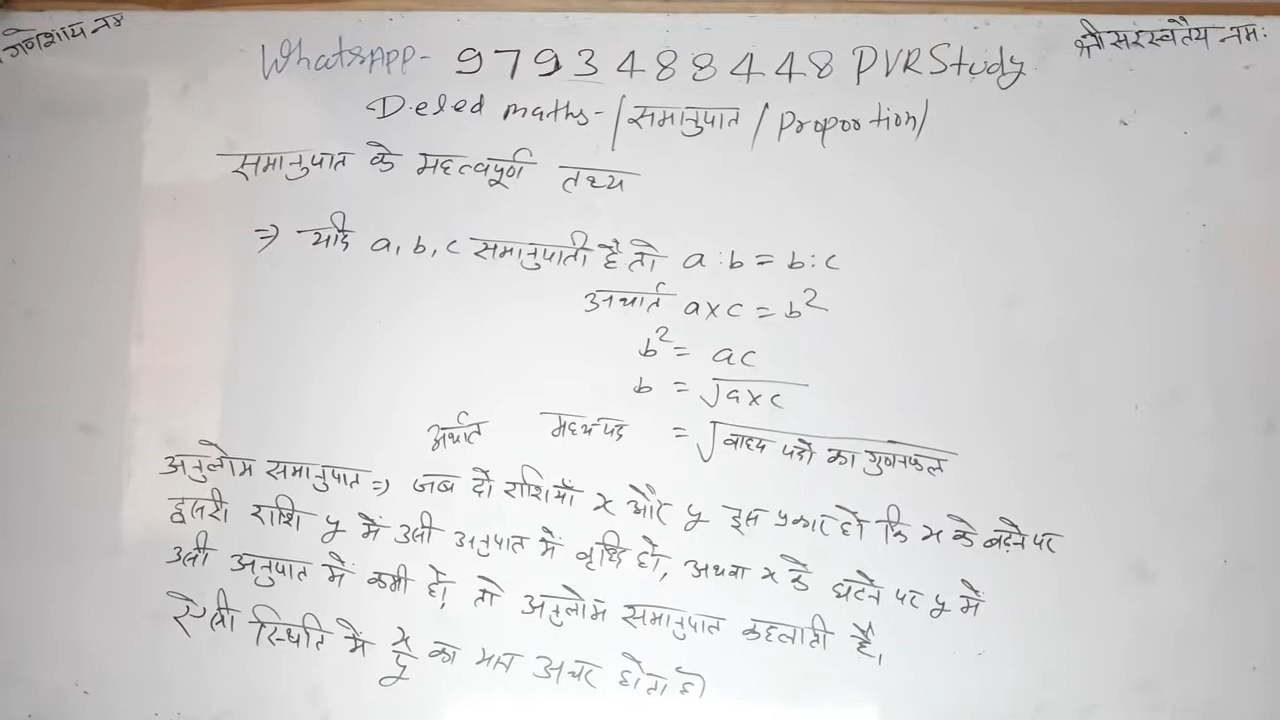 गणेशाय नमः
श्री सरस्वतैय नमः
WhatsApp- 9793488448 PVRStudy
D.eled maths-/समानुपात/Proportion/
समानुपात के महत्वपूर्ण तथ्य
⇒ यदि a, b, c समानुपाती है तो a:b = b:c
अर्थात a×c = b²
b² = ac
b = √a×c
अर्थात मध्यपद = √वाह्य पदों का गुणनफल
अनुलोम समानुपात ⇒ जब दो राशियाँ x और y इस प्रकार हों कि x के बढ़ने पर
दूसरी राशि y में उसी अनुपात में वृद्धि हो, अथवा x के घटने पर y में
उसी अनुपात में कमी हो, तो अनुलोम समानुपात कहलाती है।
ऐसी स्थिति में x/y का मान अचर होता है